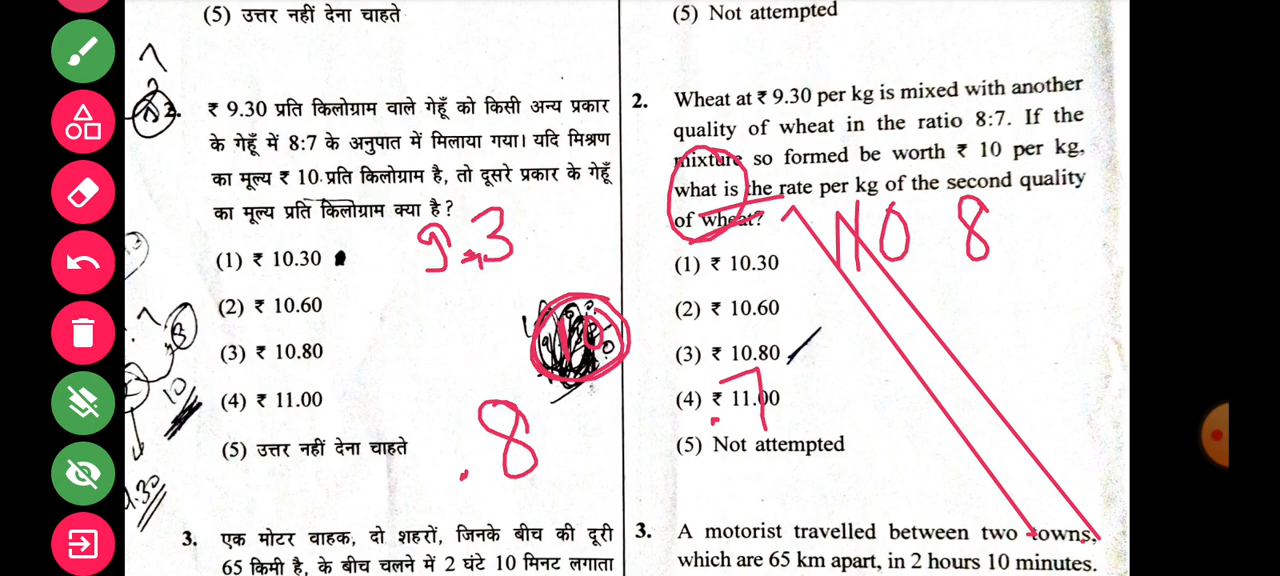 (5) उत्तर नहीं देना चाहते
₹ 9.30 प्रति किलोग्राम वाले गेहूँ को किसी अन्य प्रकार
के गेहूँ में 8:7 के अनुपात में मिलाया गया। यदि मिश्रण
का मूल्य ₹ 10 प्रति किलोग्राम है, तो दूसरे प्रकार के गेहूँ
का मूल्य प्रति किलोग्राम क्या है?
9.3
(1) ₹ 10.30
(2) ₹ 10.60
(3) ₹ 10.80
(4) ₹ 11.00
(5) उत्तर नहीं देना चाहते
10
.8
10
3. एक मोटर वाहक, दो शहरों, जिनके बीच की दूरी
65 किमी है, के बीच चलने में 2 घंटे 10 मिनट लगाता
(5) Not attempted
2. Wheat at ₹ 9.30 per kg is mixed with another
quality of wheat in the ratio 8:7. If the
mixture so formed be worth ₹ 10 per kg,
what is the rate per kg of the second quality
of wheat?
8
(1) ₹ 10.30
(2) ₹ 10.60
(3) ₹ 10.80
(4) ₹ 11.00
.7
(5) Not attempted
3. A motorist travelled between two towns,
which are 65 km apart, in 2 hours 10 minutes.